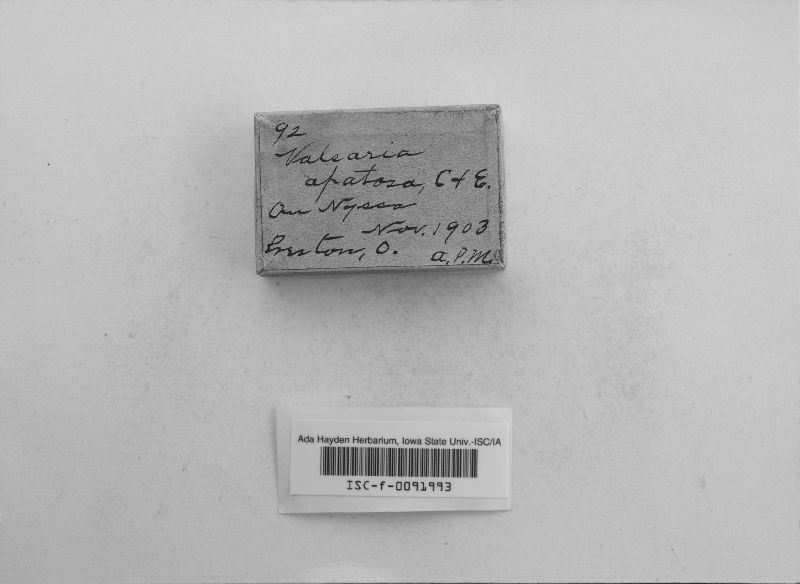 92
Valsaria
apatosa, C & E.
On Nyssa
Nov. 1903
Preston, O. A.P.M.
Ada Hayden Herbarium, Iowa State Univ.-ISC/IA
ISC-f-0091993